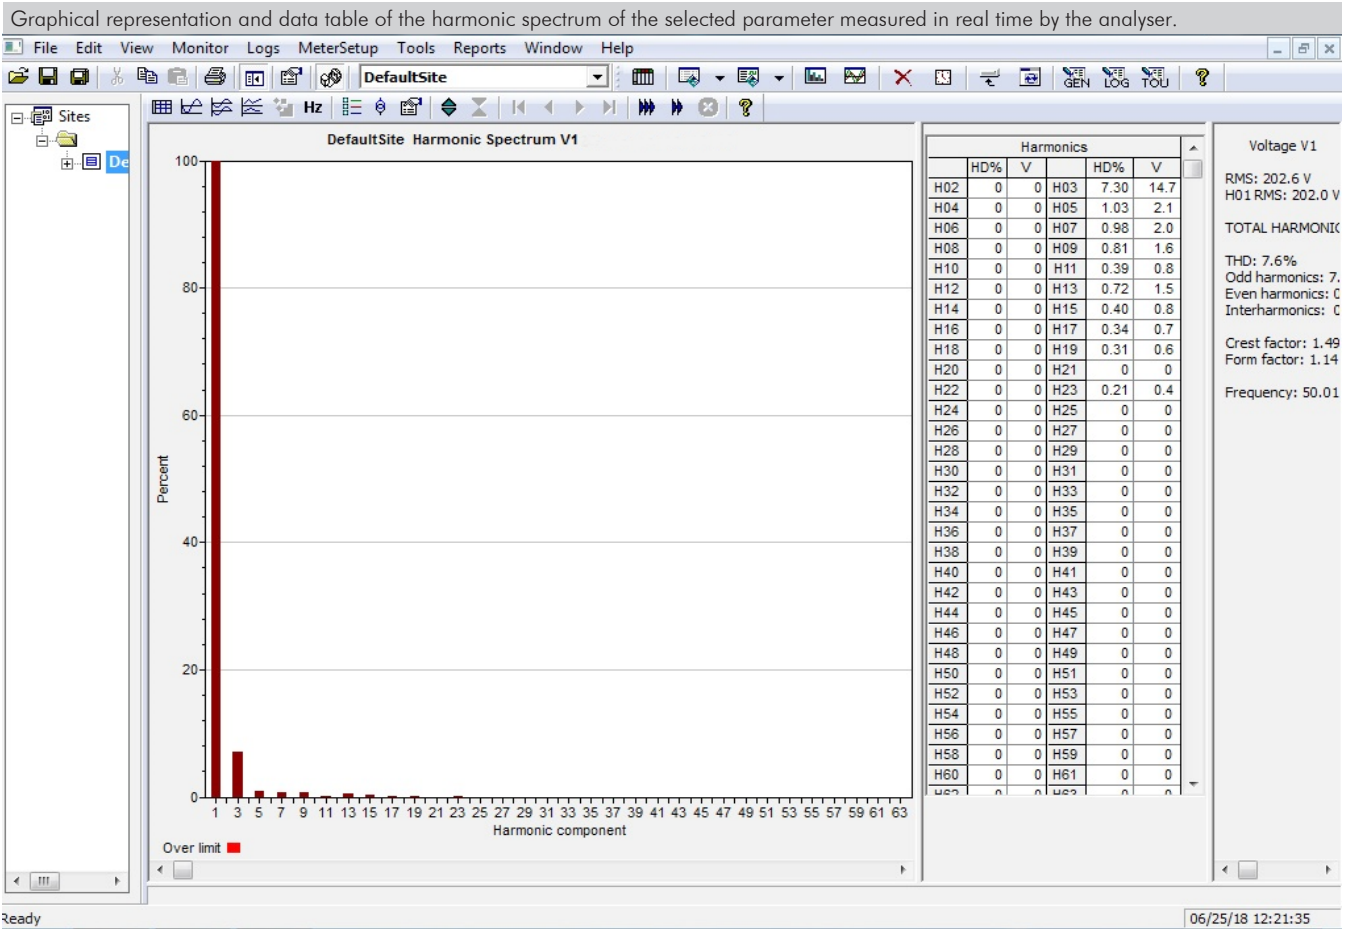 Graphical representation and data table of the harmonic spectrum of the selected parameter measured in real time by the analyser.
File Edit View Monitor Logs MeterSetup Tools Reports Window Help
DefaultSite
GEN LOG TOU
Hz
Sites
De
DefaultSite Harmonic Spectrum V1
100
80
60
40
20
0
Percent
1 3 5 7 9 11 13 15 17 19 21 23 25 27 29 31 33 35 37 39 41 43 45 47 49 51 53 55 57 59 61 63
Harmonic component
Over limit
Harmonics
HD% V HD% V
H02 0 0 H03 7.30 14.7
H04 0 0 H05 1.03 2.1
H06 0 0 H07 0.98 2.0
H08 0 0 H09 0.81 1.6
H10 0 0 H11 0.39 0.8
H12 0 0 H13 0.72 1.5
H14 0 0 H15 0.40 0.8
H16 0 0 H17 0.34 0.7
H18 0 0 H19 0.31 0.6
H20 0 0 H21 0 0
H22 0 0 H23 0.21 0.4
H24 0 0 H25 0 0
H26 0 0 H27 0 0
H28 0 0 H29 0 0
H30 0 0 H31 0 0
H32 0 0 H33 0 0
H34 0 0 H35 0 0
H36 0 0 H37 0 0
H38 0 0 H39 0 0
H40 0 0 H41 0 0
H42 0 0 H43 0 0
H44 0 0 H45 0 0
H46 0 0 H47 0 0
H48 0 0 H49 0 0
H50 0 0 H51 0 0
H52 0 0 H53 0 0
H54 0 0 H55 0 0
H56 0 0 H57 0 0
H58 0 0 H59 0 0
H60 0 0 H61 0 0
H62 0 0 H63 0 0
Voltage V1
RMS: 202.6 V
H01 RMS: 202.0 V
TOTAL HARMONIC
THD: 7.6%
Odd harmonics: 7.
Even harmonics: 0
Interharmonics: 0
Crest factor: 1.49
Form factor: 1.14
Frequency: 50.01
Ready
06/25/18 12:21:35